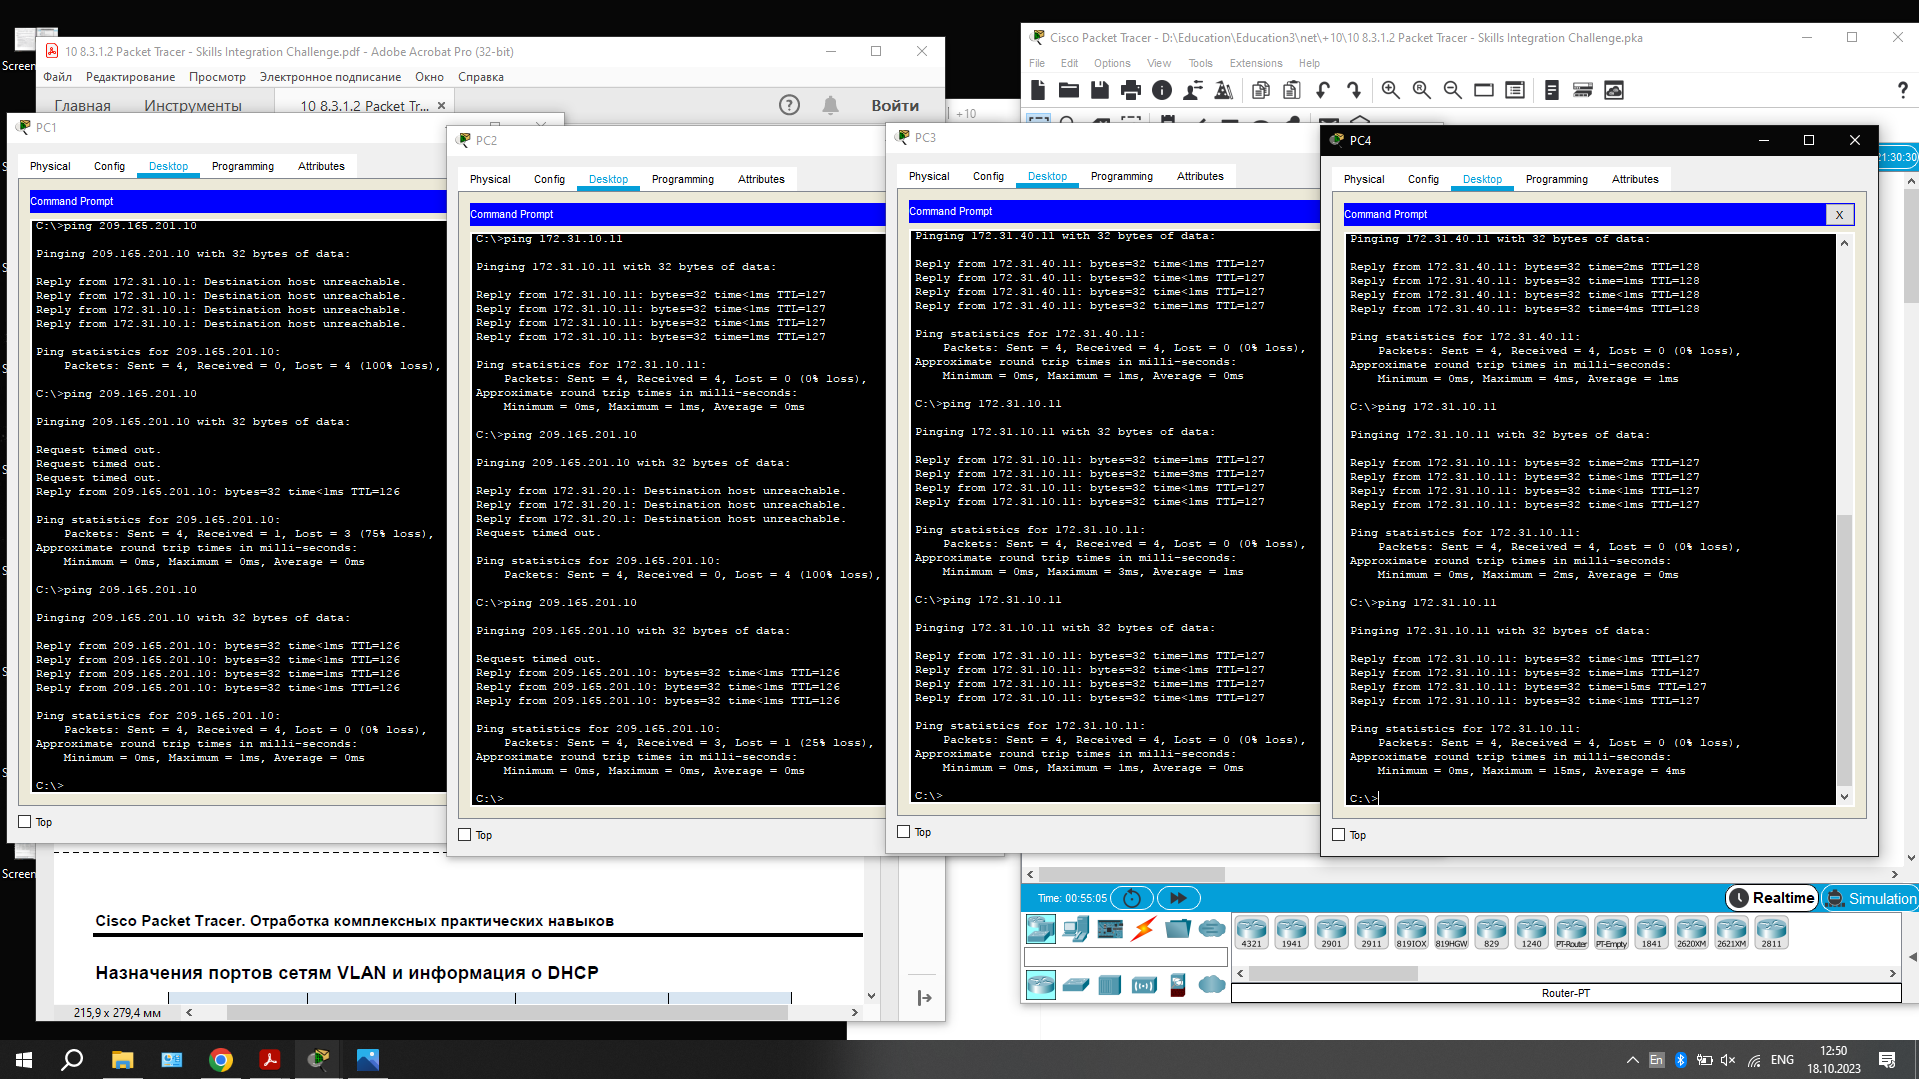 Screen
10 8.3.1.2 Packet Tracer - Skills Integration Challenge.pdf - Adobe Acrobat Pro (32-bit)
Файл Редактирование Просмотр Электронное подписание Окно Справка
Главная Инструменты 10 8.3.1.2 Packet Tr... × Войти
+10
Cisco Packet Tracer - D:\Education\Education3\net\+10\10 8.3.1.2 Packet Tracer - Skills Integration Challenge.pka
File Edit Options View Tools Extensions Help
21:30:30
PC1
Physical Config Desktop Programming Attributes
Command Prompt
C:\>ping 209.165.201.10
Pinging 209.165.201.10 with 32 bytes of data:
Reply from 172.31.10.1: Destination host unreachable.
Reply from 172.31.10.1: Destination host unreachable.
Reply from 172.31.10.1: Destination host unreachable.
Reply from 172.31.10.1: Destination host unreachable.
Ping statistics for 209.165.201.10:
Packets: Sent = 4, Received = 0, Lost = 4 (100% loss),
C:\>ping 209.165.201.10
Pinging 209.165.201.10 with 32 bytes of data:
Request timed out.
Request timed out.
Request timed out.
Reply from 209.165.201.10: bytes=32 time<1ms TTL=126
Ping statistics for 209.165.201.10:
Packets: Sent = 4, Received = 1, Lost = 3 (75% loss),
Approximate round trip times in milli-seconds:
Minimum = 0ms, Maximum = 0ms, Average = 0ms
C:\>ping 209.165.201.10
Pinging 209.165.201.10 with 32 bytes of data:
Reply from 209.165.201.10: bytes=32 time<1ms TTL=126
Reply from 209.165.201.10: bytes=32 time<1ms TTL=126
Reply from 209.165.201.10: bytes=32 time=1ms TTL=126
Reply from 209.165.201.10: bytes=32 time<1ms TTL=126
Ping statistics for 209.165.201.10:
Packets: Sent = 4, Received = 4, Lost = 0 (0% loss),
Approximate round trip times in milli-seconds:
Minimum = 0ms, Maximum = 1ms, Average = 0ms
C:\>
Top
PC2
Physical Config Desktop Programming Attributes
Command Prompt
C:\>ping 172.31.10.11
Pinging 172.31.10.11 with 32 bytes of data:
Reply from 172.31.10.11: bytes=32 time<1ms TTL=127
Reply from 172.31.10.11: bytes=32 time<1ms TTL=127
Reply from 172.31.10.11: bytes=32 time<1ms TTL=127
Reply from 172.31.10.11: bytes=32 time=1ms TTL=127
Ping statistics for 172.31.10.11:
Packets: Sent = 4, Received = 4, Lost = 0 (0% loss),
Approximate round trip times in milli-seconds:
Minimum = 0ms, Maximum = 1ms, Average = 0ms
C:\>ping 209.165.201.10
Pinging 209.165.201.10 with 32 bytes of data:
Reply from 172.31.20.1: Destination host unreachable.
Reply from 172.31.20.1: Destination host unreachable.
Reply from 172.31.20.1: Destination host unreachable.
Request timed out.
Ping statistics for 209.165.201.10:
Packets: Sent = 4, Received = 0, Lost = 4 (100% loss),
C:\>ping 209.165.201.10
Pinging 209.165.201.10 with 32 bytes of data:
Request timed out.
Reply from 209.165.201.10: bytes=32 time<1ms TTL=126
Reply from 209.165.201.10: bytes=32 time<1ms TTL=126
Reply from 209.165.201.10: bytes=32 time<1ms TTL=126
Ping statistics for 209.165.201.10:
Packets: Sent = 4, Received = 3, Lost = 1 (25% loss),
Approximate round trip times in milli-seconds:
Minimum = 0ms, Maximum = 0ms, Average = 0ms
C:\>
Top
PC3
Physical Config Desktop Programming Attributes
Command Prompt
Pinging 172.31.40.11 with 32 bytes of data:
Reply from 172.31.40.11: bytes=32 time<1ms TTL=127
Reply from 172.31.40.11: bytes=32 time<1ms TTL=127
Reply from 172.31.40.11: bytes=32 time<1ms TTL=127
Reply from 172.31.40.11: bytes=32 time<1ms TTL=127
Ping statistics for 172.31.40.11:
Packets: Sent = 4, Received = 4, Lost = 0 (0% loss),
Approximate round trip times in milli-seconds:
Minimum = 0ms, Maximum = 0ms, Average = 0ms
C:\>ping 172.31.10.11
Pinging 172.31.10.11 with 32 bytes of data:
Reply from 172.31.10.11: bytes=32 time=1ms TTL=127
Reply from 172.31.10.11: bytes=32 time=3ms TTL=127
Reply from 172.31.10.11: bytes=32 time<1ms TTL=127
Reply from 172.31.10.11: bytes=32 time<1ms TTL=127
Ping statistics for 172.31.10.11:
Packets: Sent = 4, Received = 4, Lost = 0 (0% loss),
Approximate round trip times in milli-seconds:
Minimum = 0ms, Maximum = 3ms, Average = 1ms
C:\>ping 172.31.10.11
Pinging 172.31.10.11 with 32 bytes of data:
Reply from 172.31.10.11: bytes=32 time=1ms TTL=127
Reply from 172.31.10.11: bytes=32 time<1ms TTL=127
Reply from 172.31.10.11: bytes=32 time=1ms TTL=127
Reply from 172.31.10.11: bytes=32 time<1ms TTL=127
Ping statistics for 172.31.10.11:
Packets: Sent = 4, Received = 4, Lost = 0 (0% loss),
Approximate round trip times in milli-seconds:
Minimum = 0ms, Maximum = 1ms, Average = 0ms
C:\>
Top
PC4
Physical Config Desktop Programming Attributes
Command Prompt X
Pinging 172.31.40.11 with 32 bytes of data:
Reply from 172.31.40.11: bytes=32 time=2ms TTL=128
Reply from 172.31.40.11: bytes=32 time=1ms TTL=128
Reply from 172.31.40.11: bytes=32 time<1ms TTL=128
Reply from 172.31.40.11: bytes=32 time=4ms TTL=128
Ping statistics for 172.31.40.11:
Packets: Sent = 4, Received = 4, Lost = 0 (0% loss),
Approximate round trip times in milli-seconds:
Minimum = 0ms, Maximum = 4ms, Average = 1ms
C:\>ping 172.31.10.11
Pinging 172.31.10.11 with 32 bytes of data:
Reply from 172.31.10.11: bytes=32 time=2ms TTL=127
Reply from 172.31.10.11: bytes=32 time<1ms TTL=127
Reply from 172.31.10.11: bytes=32 time<1ms TTL=127
Reply from 172.31.10.11: bytes=32 time<1ms TTL=127
Ping statistics for 172.31.10.11:
Packets: Sent = 4, Received = 4, Lost = 0 (0% loss),
Approximate round trip times in milli-seconds:
Minimum = 0ms, Maximum = 2ms, Average = 0ms
C:\>ping 172.31.10.11
Pinging 172.31.10.11 with 32 bytes of data:
Reply from 172.31.10.11: bytes=32 time<1ms TTL=127
Reply from 172.31.10.11: bytes=32 time=1ms TTL=127
Reply from 172.31.10.11: bytes=32 time=15ms TTL=127
Reply from 172.31.10.11: bytes=32 time<1ms TTL=127
Ping statistics for 172.31.10.11:
Packets: Sent = 4, Received = 4, Lost = 0 (0% loss),
Approximate round trip times in milli-seconds:
Minimum = 0ms, Maximum = 15ms, Average = 4ms
C:\>
Top
Screen
Cisco Packet Tracer. Отработка комплексных практических навыков
Назначения портов сетям VLAN и информация о DHCP
215,9 x 279,4 мм
Time: 00:55:05 Realtime Simulation
4321 1941 2901 2911 819IOX 819HGW 829 1240 PT-Router PT-Empty 1841 2620XM 2621XM 2811
Router-PT
En ENG
12:50
18.10.2023